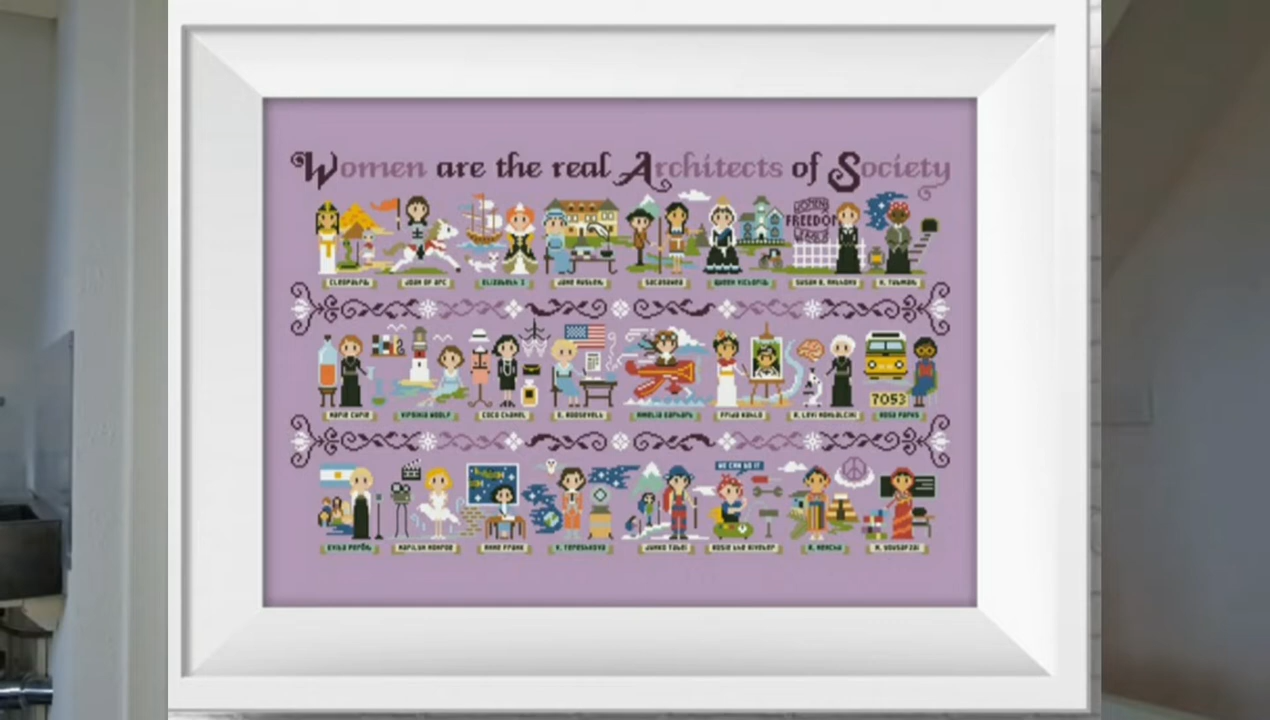 Women are the real Architects of Society
WOMEN
FREEDOM
CLEOPATRA JOAN OF ARC ELIZABETH I JANE AUSTEN SACAGAWEA QUEEN VICTORIA SUSAN B. ANTHONY H. TUBMAN
7053
MARIE CURIE VIRGINIA WOOLF COCO CHANEL E. ROOSEVELT AMELIA EARHART FRIDA KAHLO R. LEVI MONTALCINI ROSA PARKS
WE CAN DO IT
EVITA PERÓN MARILYN MONROE ANNE FRANK V. TERESHKOVA JUNKO TABEI ROSIE THE RIVETER R. MENCHÚ M. YOUSAFZAI